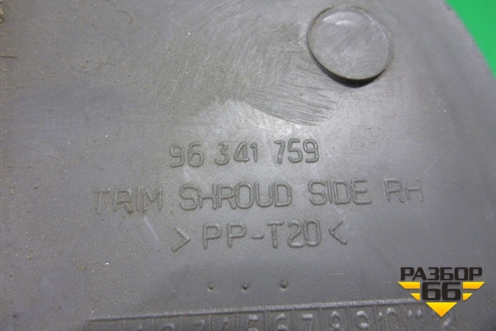 96 341 759
TRIM SHROUD SIDE RH
>PP-T20<
РАЗБОР
66